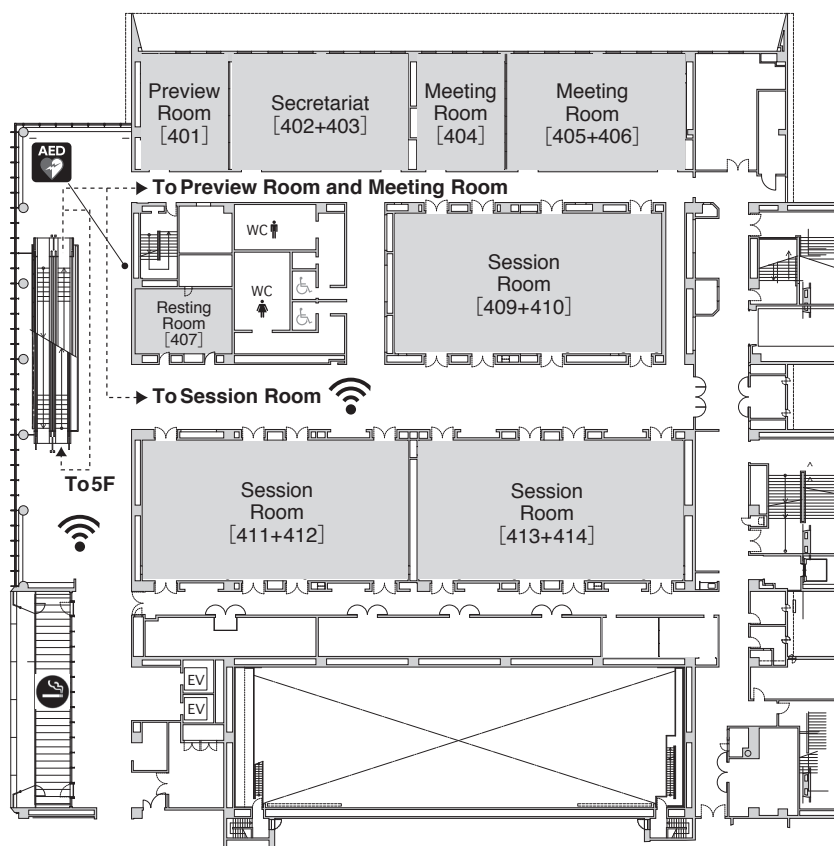 Preview
Room
[401]
Secretariat
[402+403]
Meeting
Room
[404]
Meeting
Room
[405+406]
AED
To Preview Room and Meeting Room
WC
WC
Session
Room
[409+410]
Resting
Room
[407]
To Session Room
To 5F
Session
Room
[411+412]
Session
Room
[413+414]
EV
EV